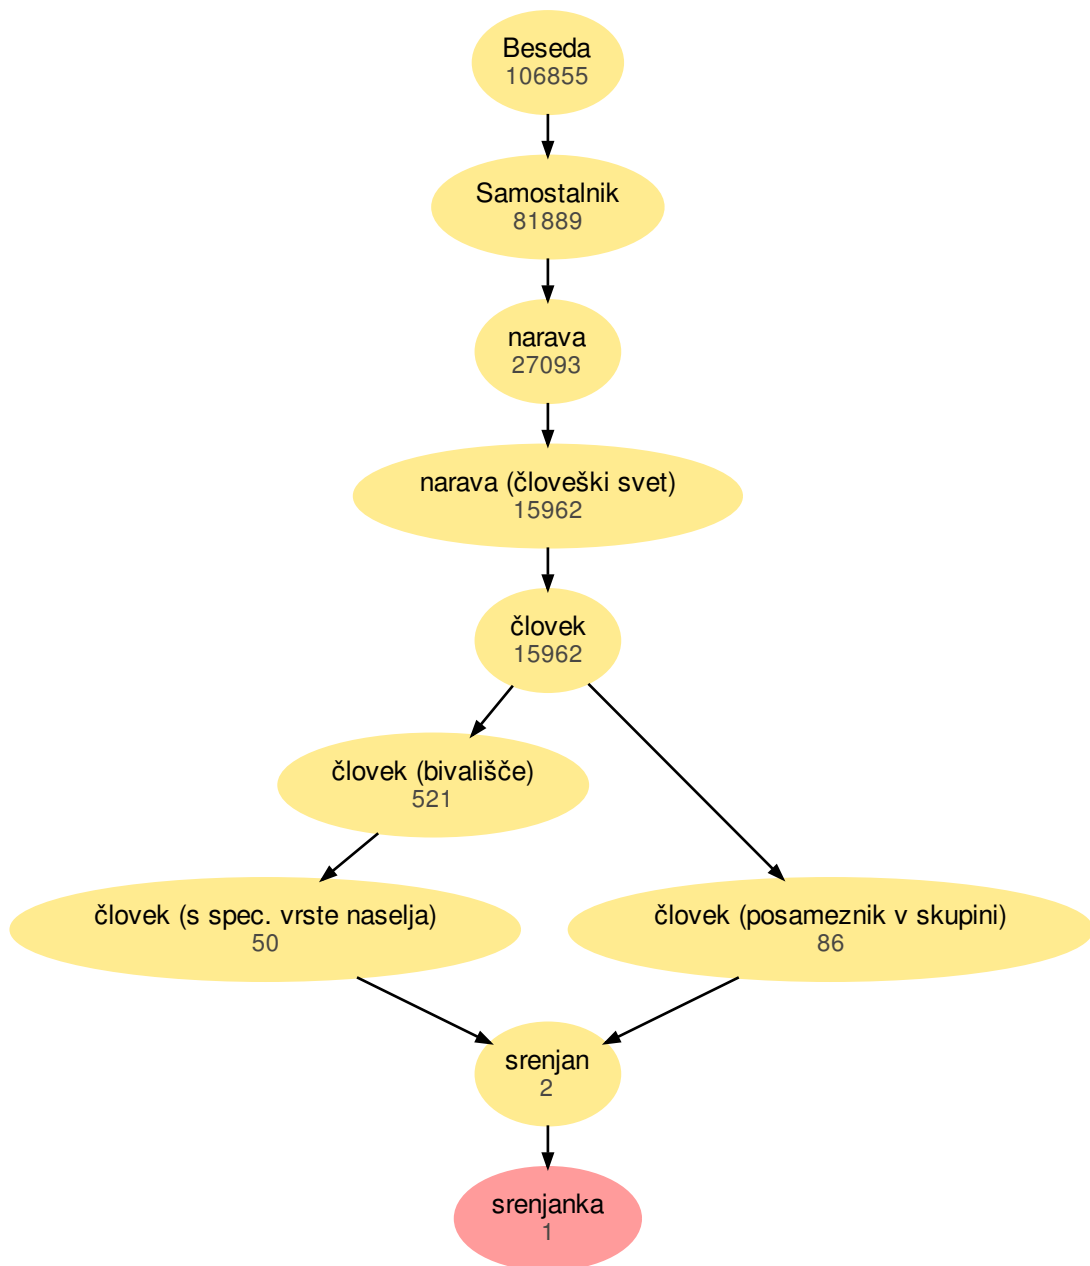 Beseda
106855
Samostalnik
81889
narava
27093
narava (človeški svet)
15962
človek
15962
človek (bivališče)
521
človek (s spec. vrste naselja)
50
človek (posameznik v skupini)
86
srenjan
2
srenjanka
1